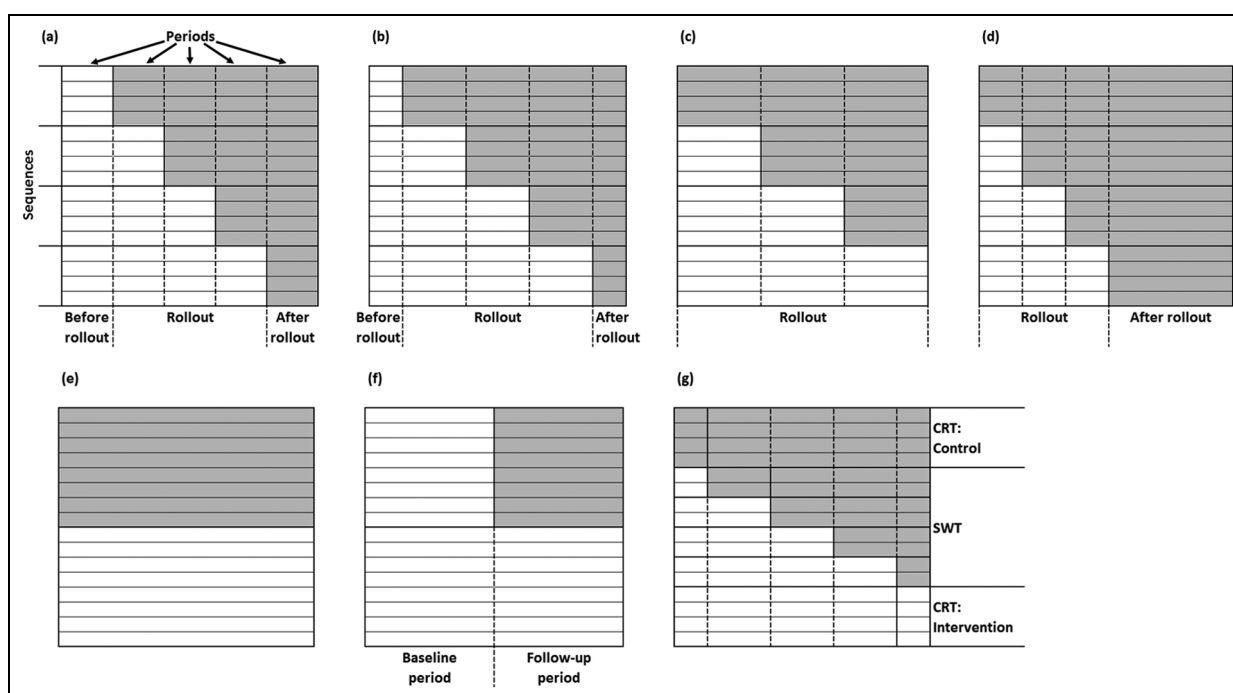 (a)
Periods
(b)
(c)
(d)
Sequences
Before
rollout
Rollout
After
rollout
Before
rollout
Rollout
After
rollout
Rollout
Rollout
After rollout
(e)
(f)
(g)
Baseline
period
Follow-up
period
CRT:
Control
SWT
CRT:
Intervention